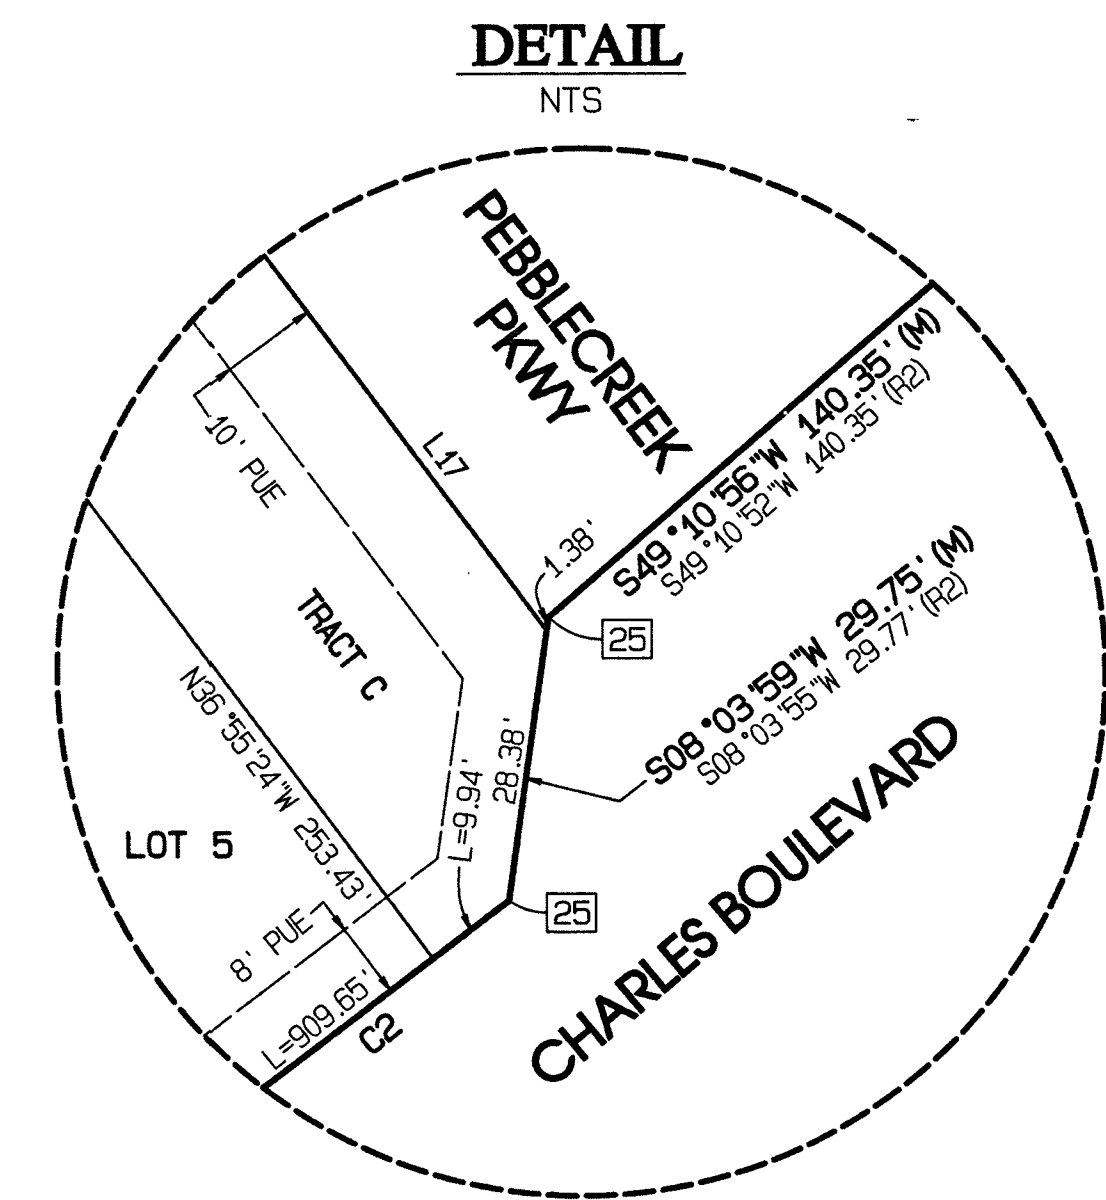 DETAIL
NTS
PEBBLECREEK
PKWY
L17
10' PUE
S49°10'56"W 140.35' (M)
S49°10'52"W 140.35' (R2)
1.38'
25
TRACT C
S08°03'59"W 29.75' (M)
S08°03'55"W 29.77' (R2)
N36°55'24"W 253.43'
28.38'
L=9.94'
LOT 5
25
8' PUE
L=909.65'
C2
CHARLES BOULEVARD